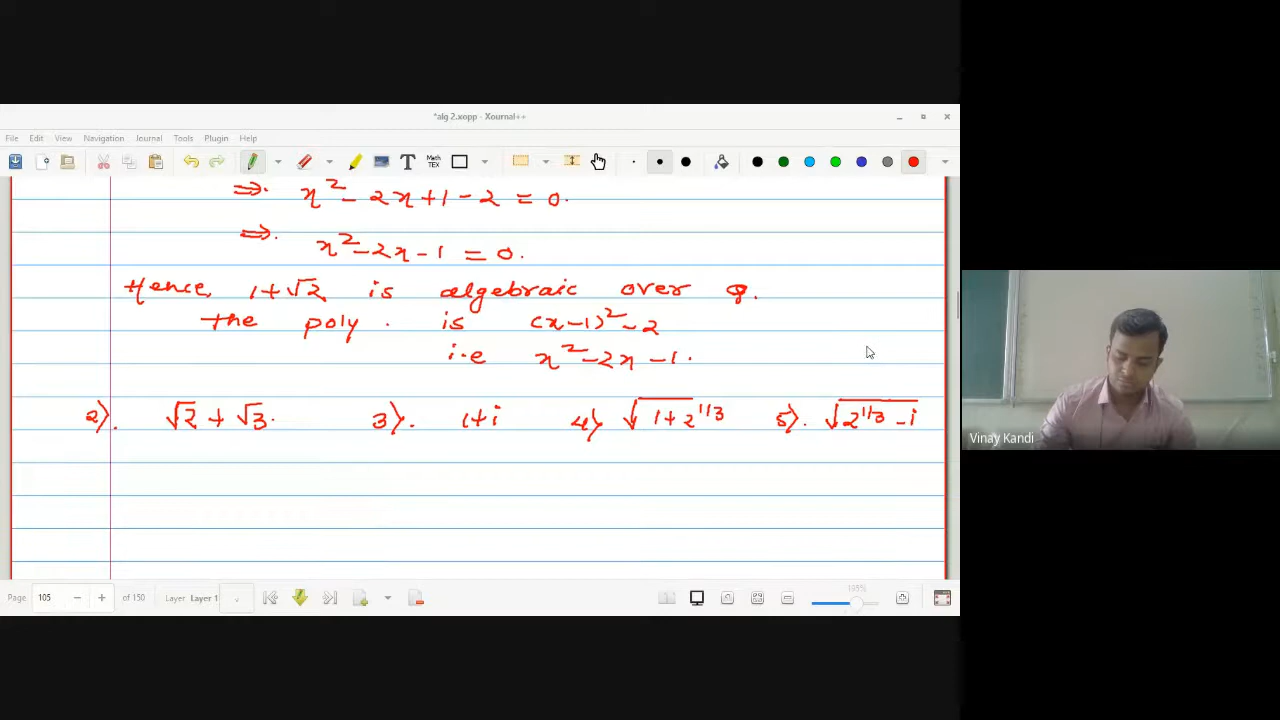 *alg 2.xopp - Xournal++
File Edit View Navigation Journal Tools Plugin Help
⇒. x² - 2x + 1 - 2 = 0.
⇒. x² - 2x - 1 = 0.
Hence, 1+√2 is algebraic over Q.
The poly. is (x-1)² - 2
i.e x² - 2x - 1.
2). √2 + √3. 3). 1+i 4) √(1+2^1/3) 5). √(2^1/3 - i)
Vinay Kandi
Page 105 of 150 Layer Layer 1 105%